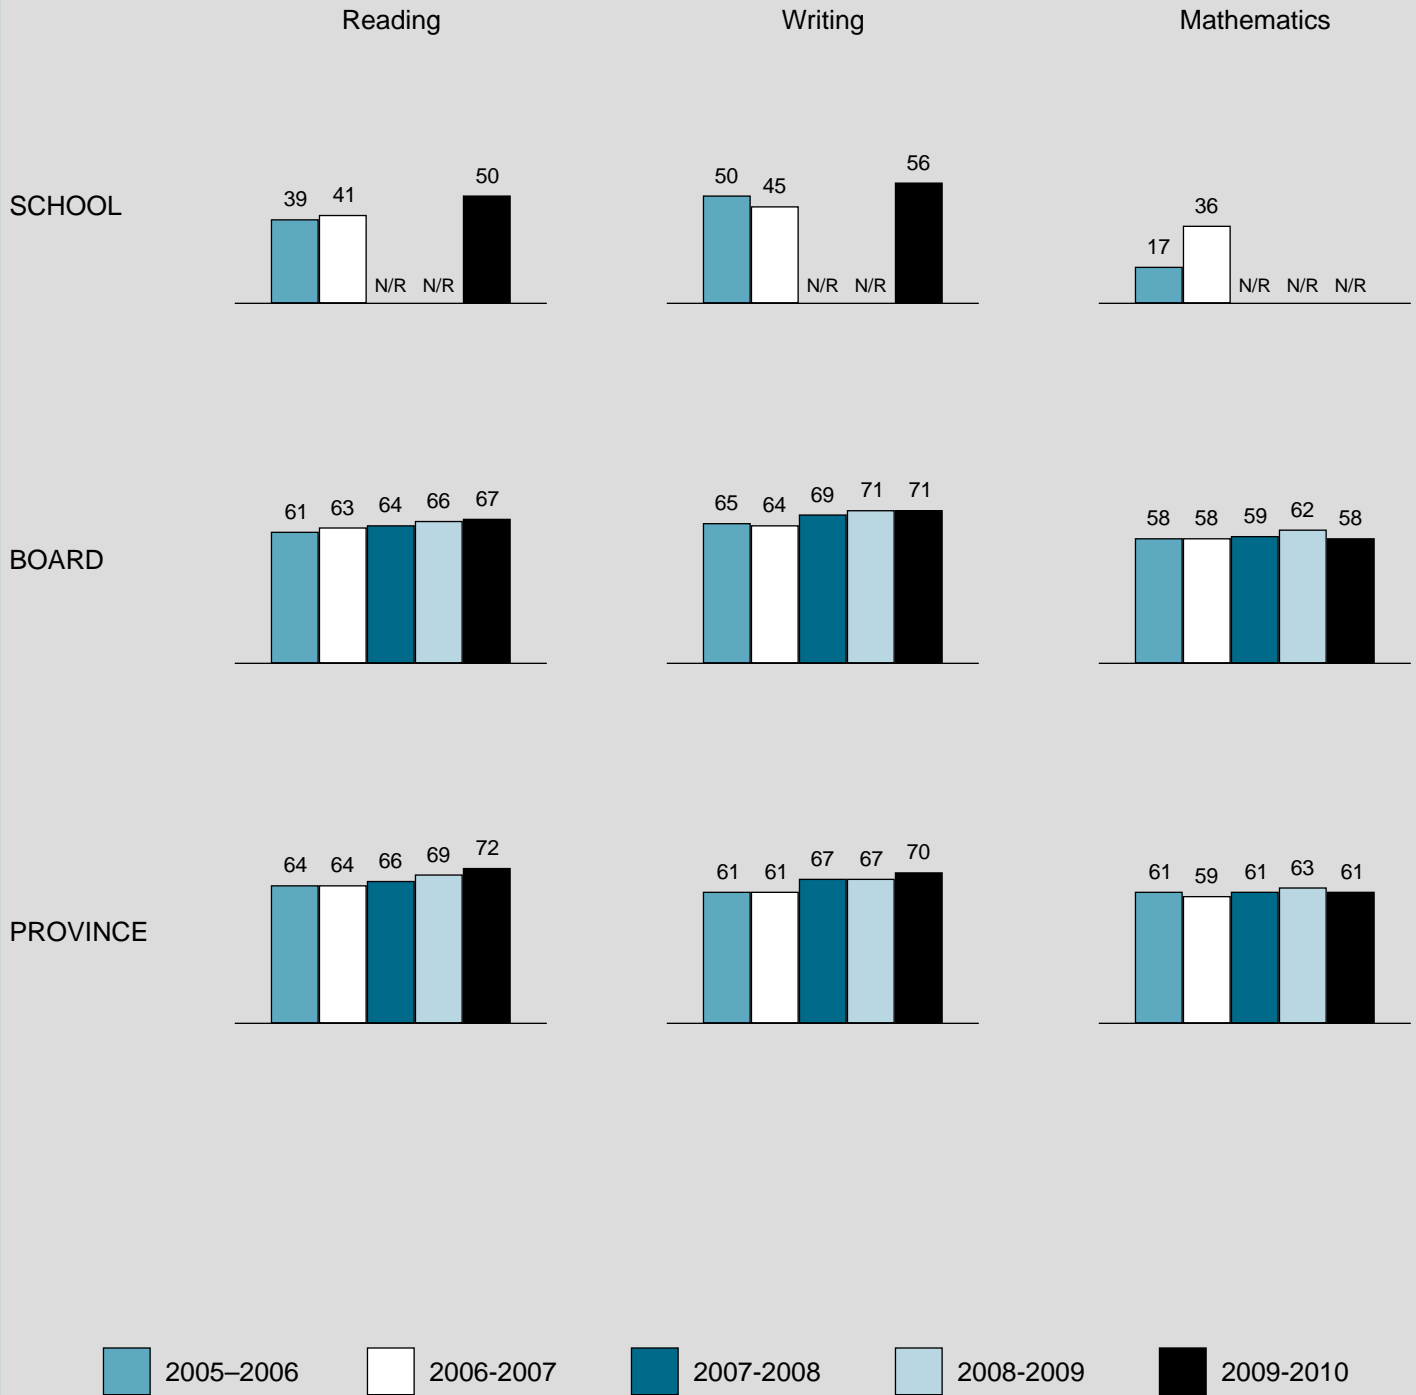 Reading Writing Mathematics
SCHOOL
39 41 N/R N/R 50
50 45 N/R N/R 56
17 36 N/R N/R N/R
BOARD
61 63 64 66 67
65 64 69 71 71
58 58 59 62 58
PROVINCE
64 64 66 69 72
61 61 67 67 70
61 59 61 63 61
2005–2006 2006-2007 2007-2008 2008-2009 2009-2010